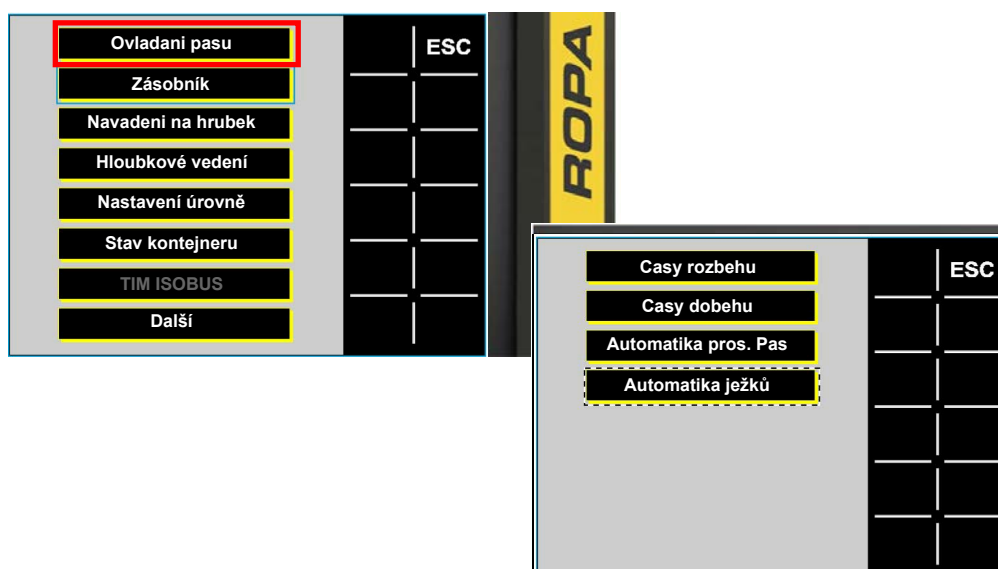 Ovladani pasu
ESC
Zásobník
Navadeni na hrubek
Hloubkové vedení
Nastavení úrovně
Stav kontejneru
TIM ISOBUS
Další
ROPA
Casy rozbehu
ESC
Casy dobehu
Automatika pros. Pas
Automatika ježků